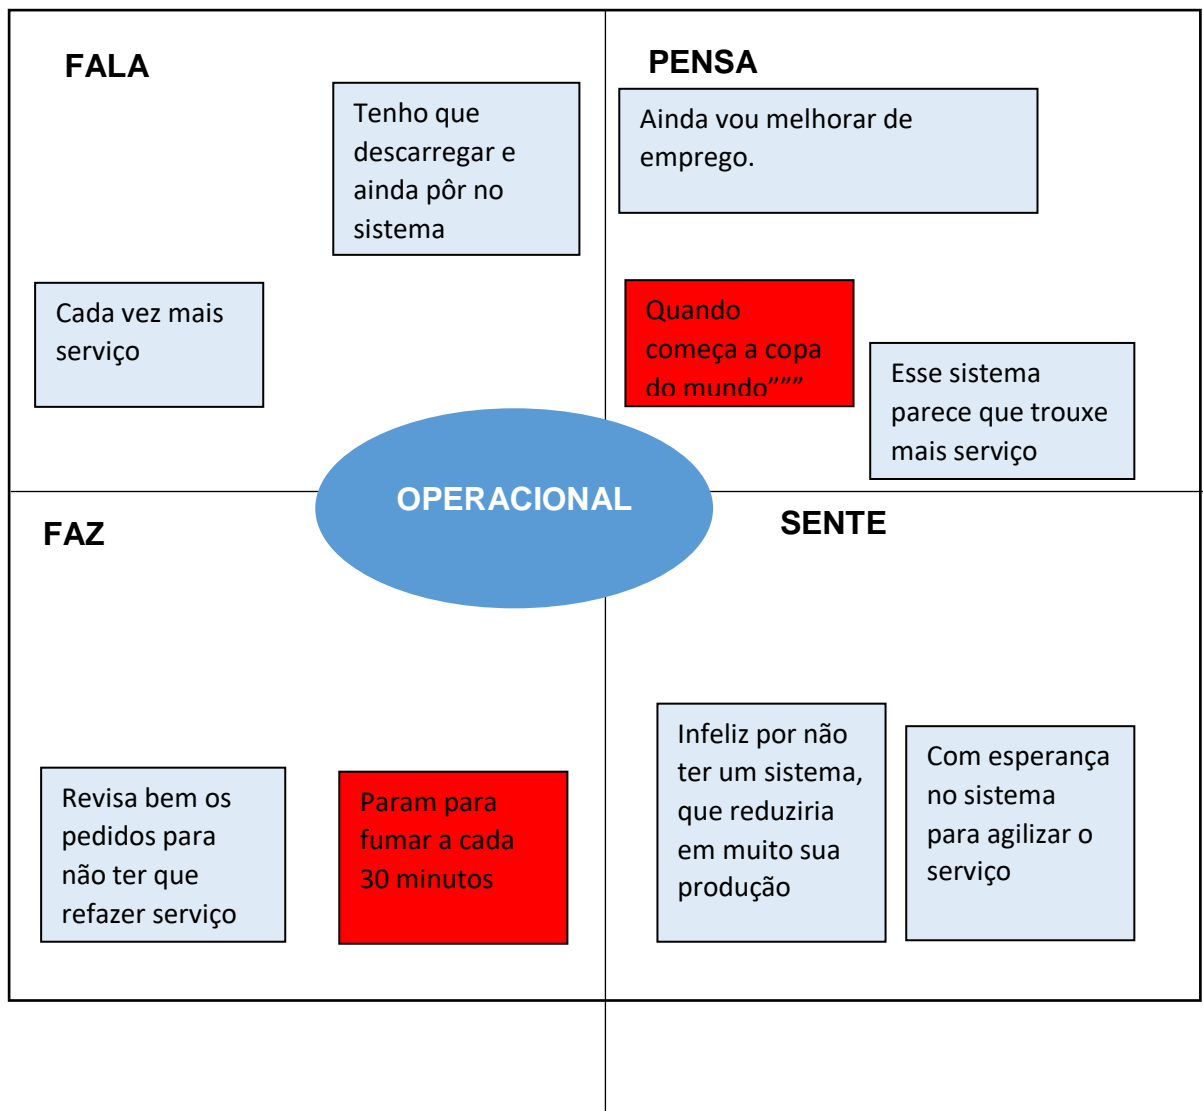 FALA
Tenho que
descarregar e
ainda pôr no
sistema
Cada vez mais
serviço
PENSA
Ainda vou melhorar de
emprego.
Quando
começa a copa
do mundo”””
Esse sistema
parece que trouxe
mais serviço
OPERACIONAL
FAZ
Revisa bem os
pedidos para
não ter que
refazer serviço
Param para
fumar a cada
30 minutos
SENTE
Infeliz por não
ter um sistema,
que reduziria
em muito sua
produção
Com esperança
no sistema
para agilizar o
serviço